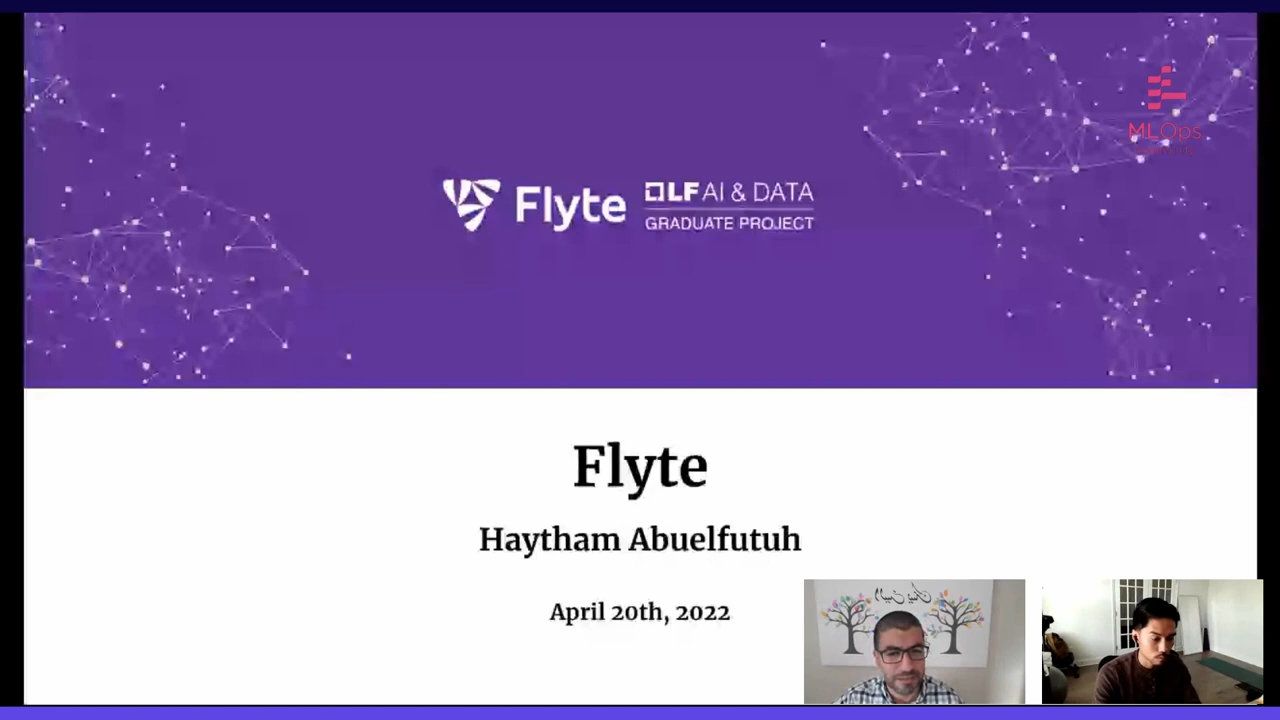 MLOps
Flyte
LF AI & DATA
GRADUATE PROJECT
Flyte
Haytham Abuelfutuh
April 20th, 2022